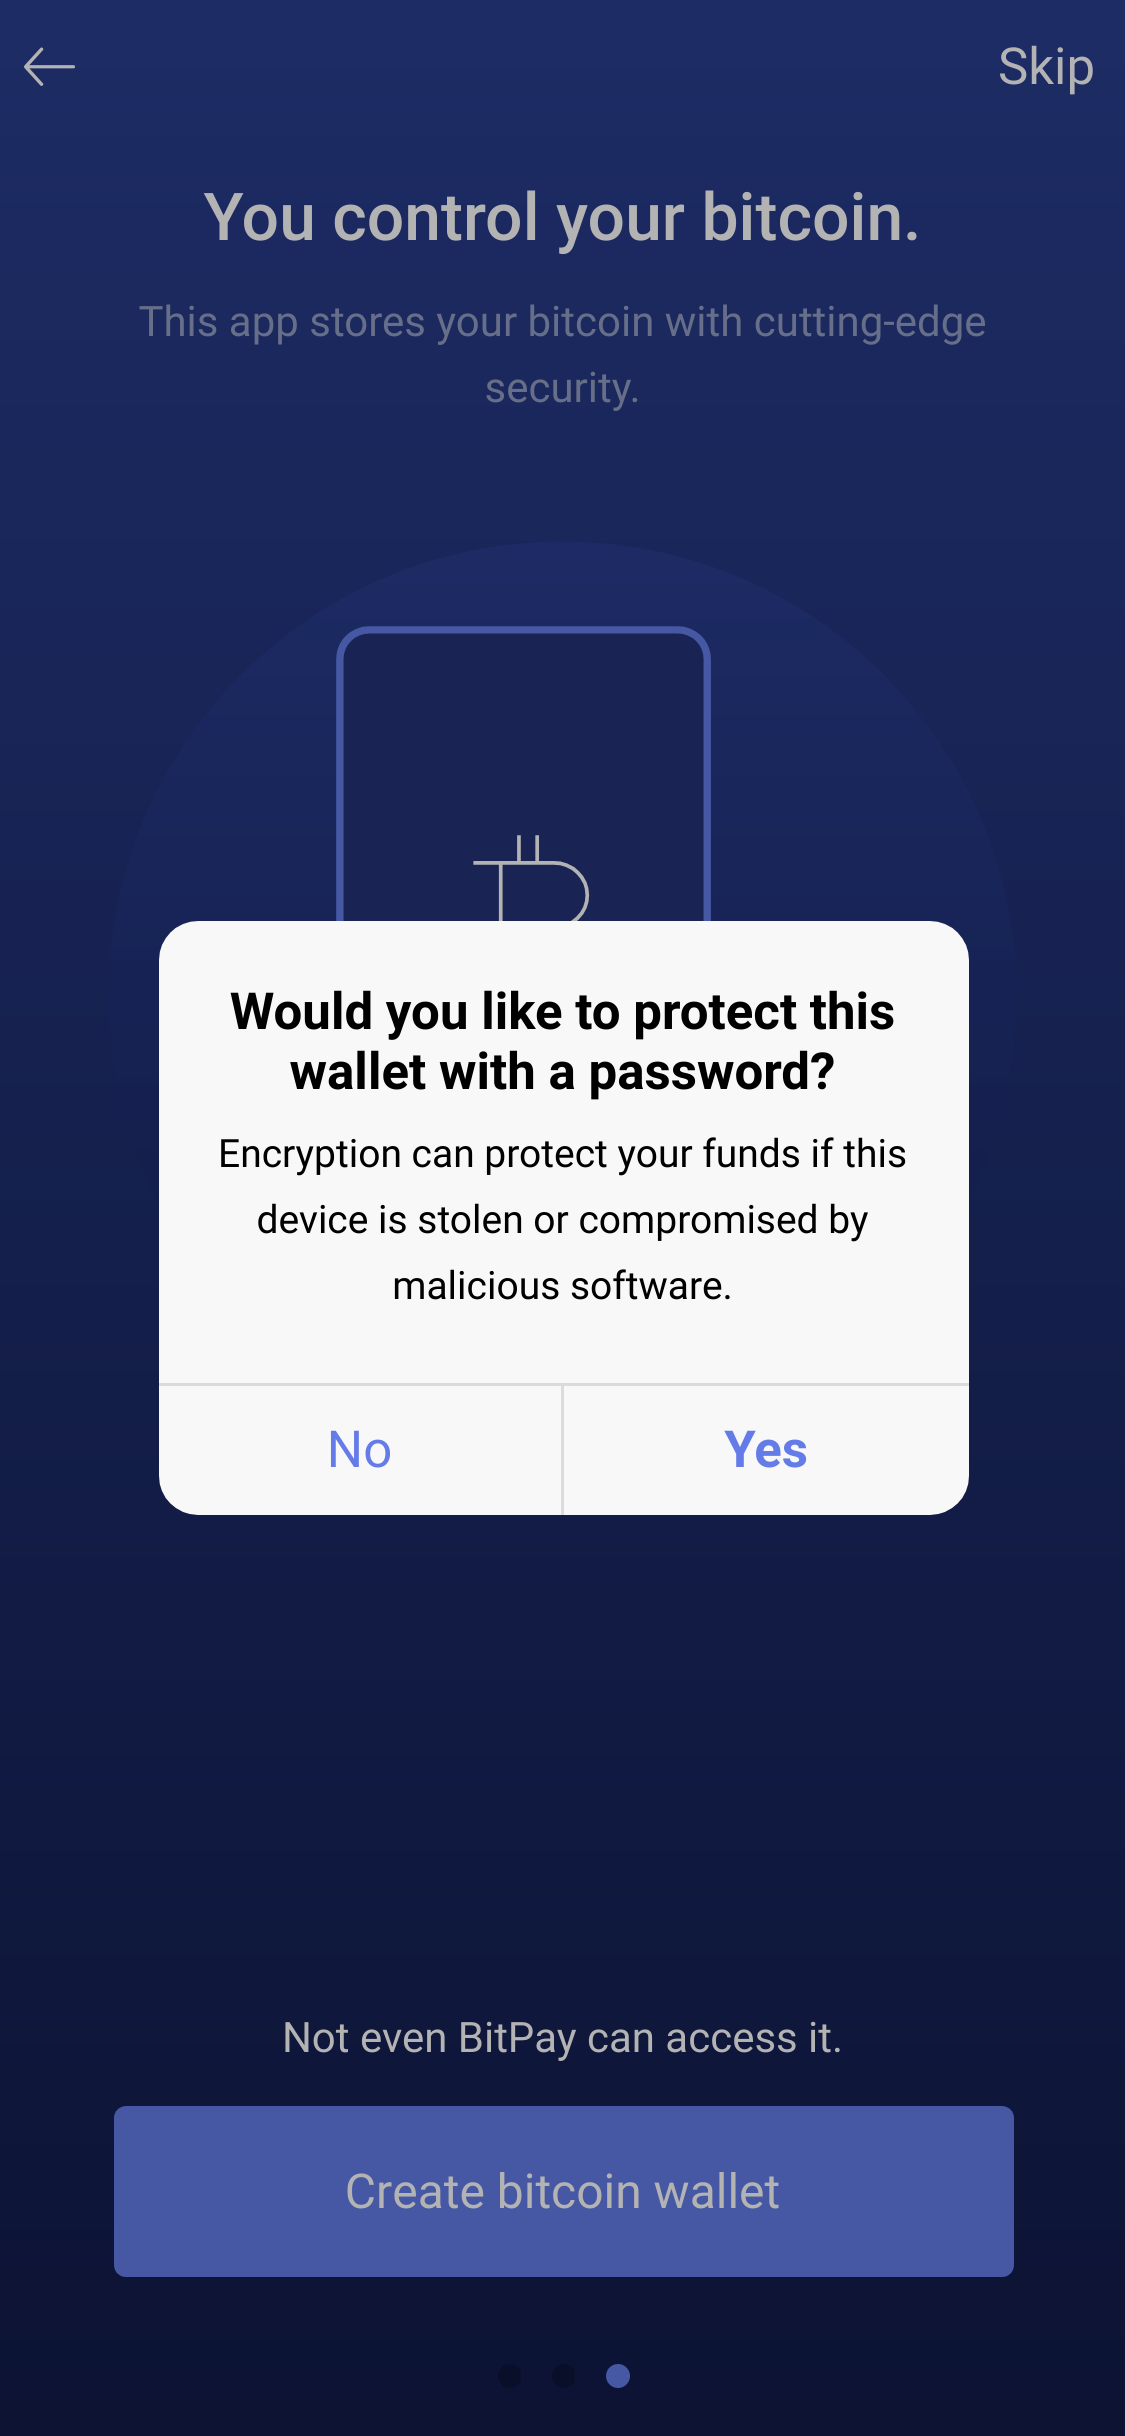 Skip
You control your bitcoin.
This app stores your bitcoin with cutting-edge
security.
Would you like to protect this
wallet with a password?
Encryption can protect your funds if this
device is stolen or compromised by
malicious software.
No
Yes
Not even BitPay can access it.
Create bitcoin wallet